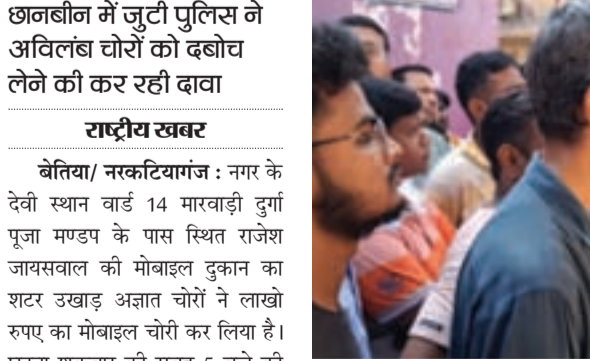 छानबीन में जुटी पुलिस ने
अविलंब चोरों को दबोच
लेने की कर रही दावा
राष्ट्रीय खबर
बेतिया/ नरकटियागंज : नगर के
देवी स्थान वार्ड 14 मारवाड़ी दुर्गा
पूजा मण्डप के पास स्थित राजेश
जायसवाल की मोबाइल दुकान का
शटर उखाड़ अज्ञात चोरों ने लाखो
रुपए का मोबाइल चोरी कर लिया है।